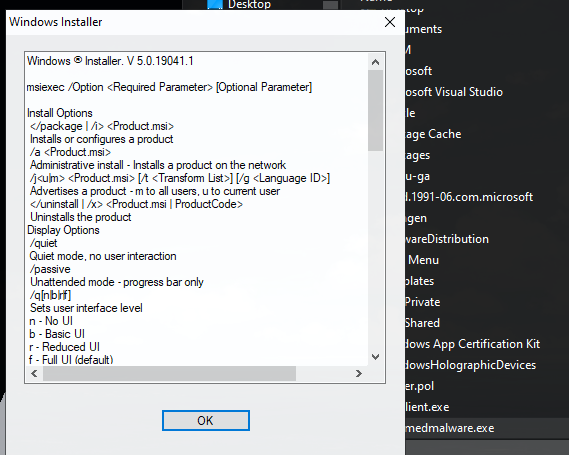 Desktop
Name
Windows Installer
Windows ® Installer. V 5.0.19041.1
msiexec /Option <Required Parameter> [Optional Parameter]
Install Options
</package | /i> <Product.msi>
Installs or configures a product
/a <Product.msi>
Administrative install - Installs a product on the network
/j<u|m> <Product.msi> [/t <Transform List>] [/g <Language ID>]
Advertises a product - m to all users, u to current user
</uninstall | /x> <Product.msi | ProductCode>
Uninstalls the product
Display Options
/quiet
Quiet mode, no user interaction
/passive
Unattended mode - progress bar only
/q[n|b|r|f]
Sets user interface level
n - No UI
b - Basic UI
r - Reduced UI
f - Full UI (default)
OK
ktop
uments
M
osoft
osoft Visual Studio
le
kage Cache
ages
u-ga
d.1991-06.com.microsoft
ngen
wareDistribution
Menu
plates
Private
Shared
dows App Certification Kit
dowsHolographicDevices
er.pol
lient.exe
medmalware.exe